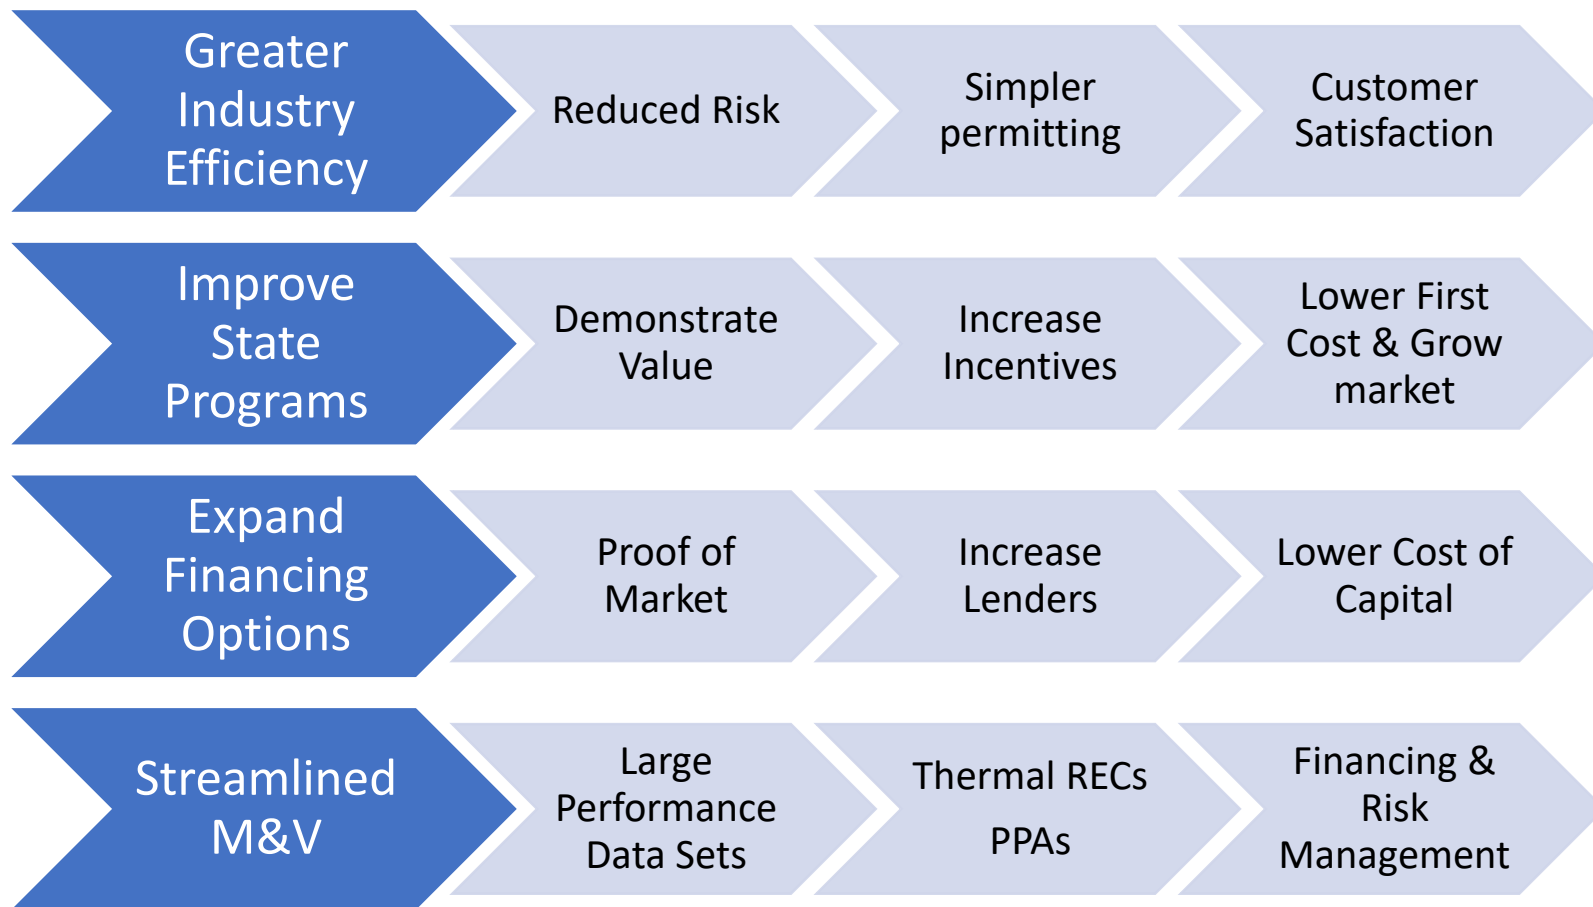 Greater
Industry
Efficiency
Reduced Risk
Simpler
permitting
Customer
Satisfaction
Improve
State
Programs
Demonstrate
Value
Increase
Incentives
Lower First
Cost & Grow
market
Expand
Financing
Options
Proof of
Market
Increase
Lenders
Lower Cost of
Capital
Streamlined
M&V
Large
Performance
Data Sets
Thermal RECs
PPAs
Financing &
Risk
Management